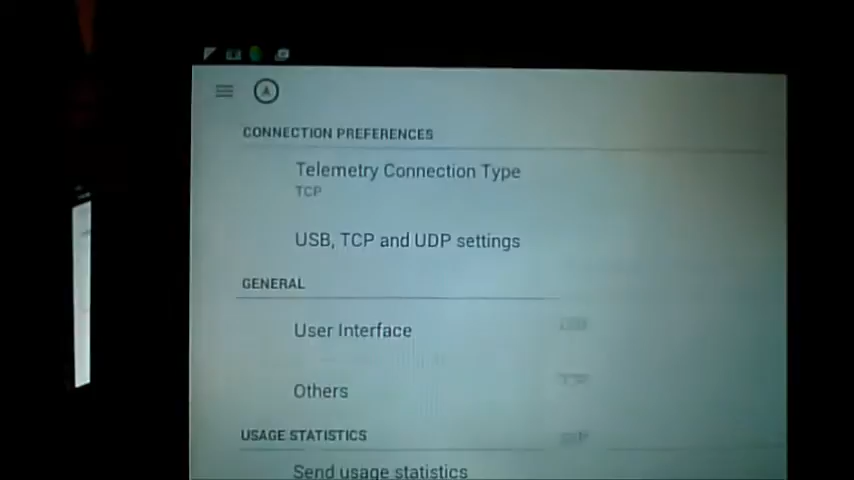 CONNECTION PREFERENCES
Telemetry Connection Type
TCP
USB, TCP and UDP settings
GENERAL
User Interface
Others
USAGE STATISTICS
Send usage statistics